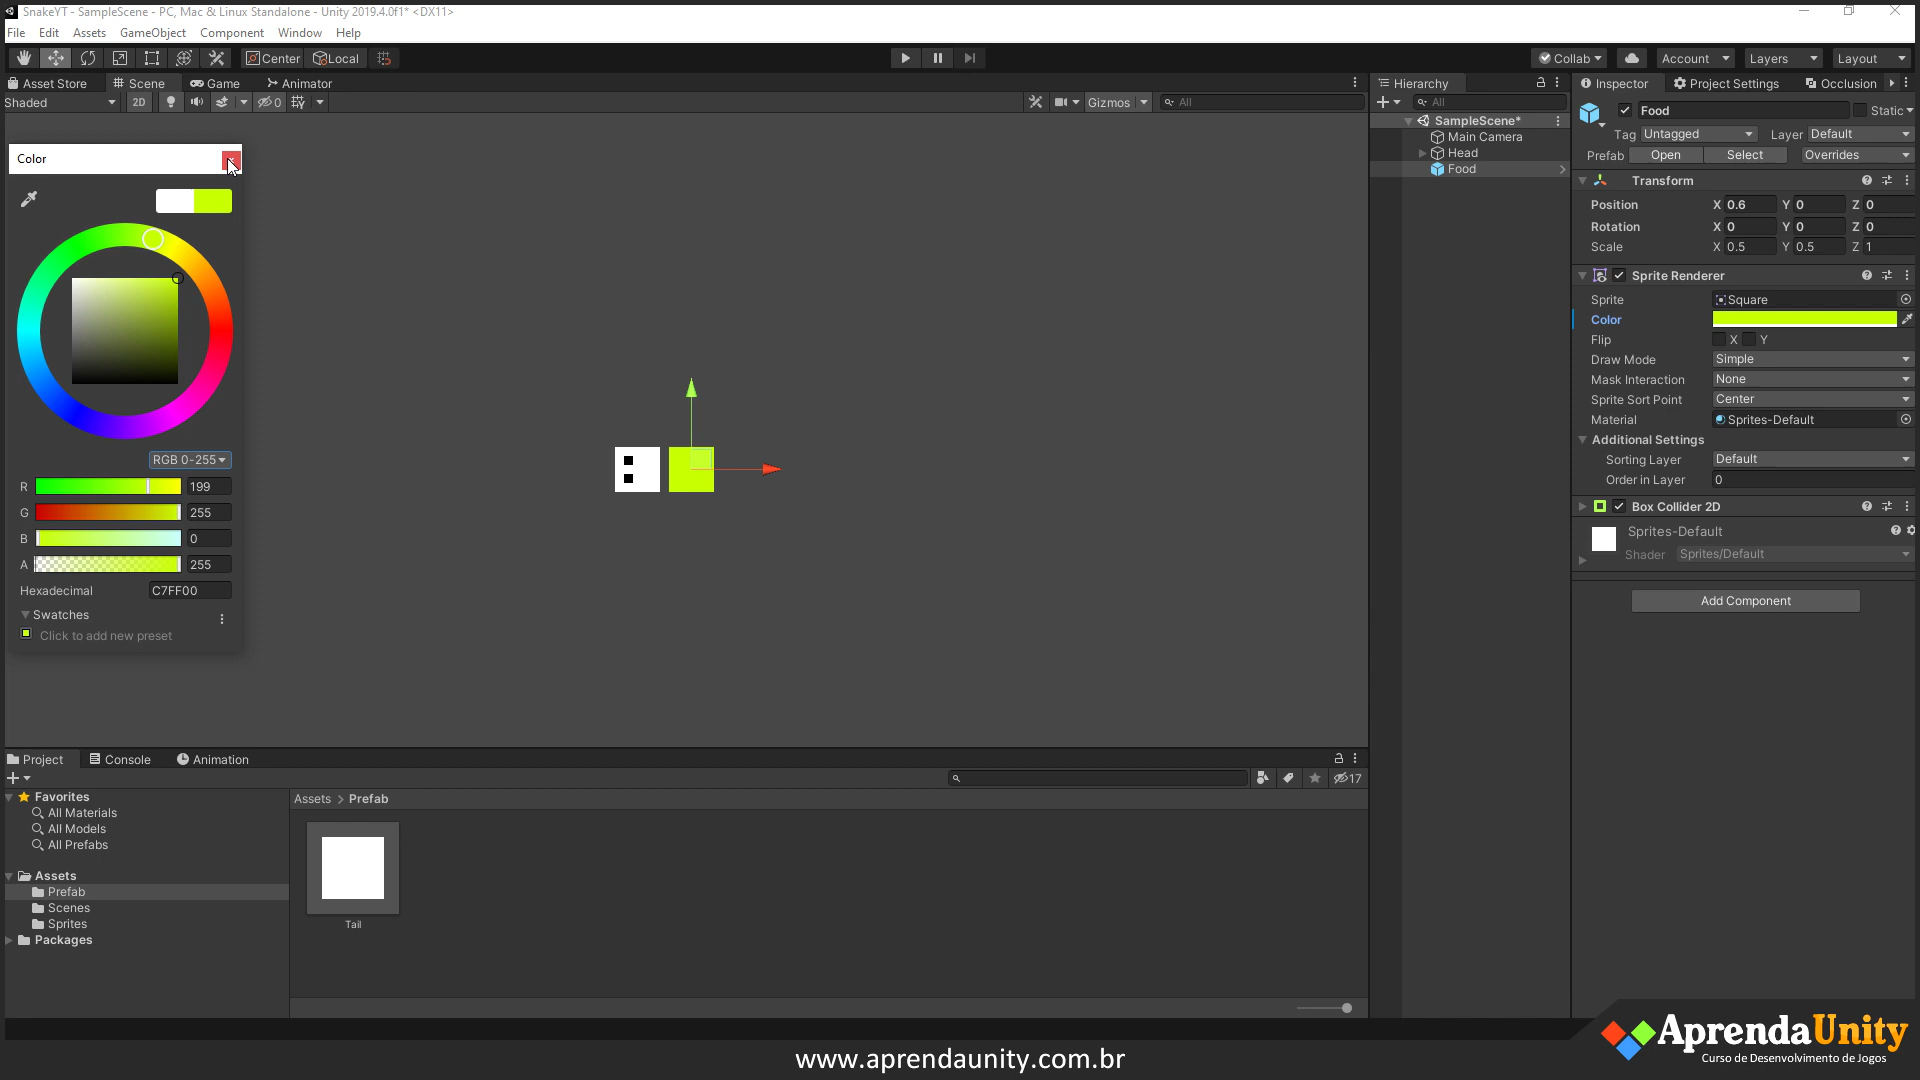 SnakeYT - SampleScene - PC, Mac & Linux Standalone - Unity 2019.4.0f1* <DX11>
File Edit Assets GameObject Component Window Help
Center Local Collab Account Layers Layout
Asset Store Scene Game Animator Hierarchy Inspector Project Settings Occlusion
Shaded 2D 0 Gizmos All All Food Static
SampleScene*
Main Camera
Head
Food
Tag Untagged Layer Default
Prefab Open Select Overrides
Transform
Position X 0.6 Y 0 Z 0
Rotation X 0 Y 0 Z 0
Scale X 0.5 Y 0.5 Z 1
Sprite Renderer
Sprite Square
Color
Flip X Y
Draw Mode Simple
Mask Interaction None
Sprite Sort Point Center
Material Sprites-Default
Additional Settings
Sorting Layer Default
Order in Layer 0
Box Collider 2D
Sprites-Default
Shader Sprites/Default
Add Component
Color
RGB 0-255
R 199
G 255
B 0
A 255
Hexadecimal C7FF00
Swatches
Click to add new preset
Project Console Animation
17
Favorites
All Materials
All Models
All Prefabs
Assets
Prefab
Scenes
Sprites
Packages
Assets > Prefab
Tail
AprendaUnity
Curso de Desenvolvimento de Jogos
www.aprendaunity.com.br